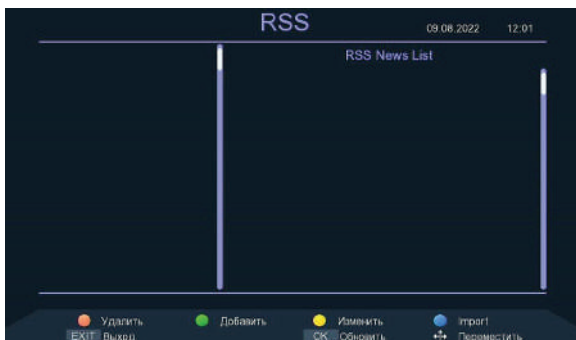 RSS 09.08.2022 12:01
RSS News List
Удалить Добавить Изменить Import
EXIT Выход OK Обновить Переместить